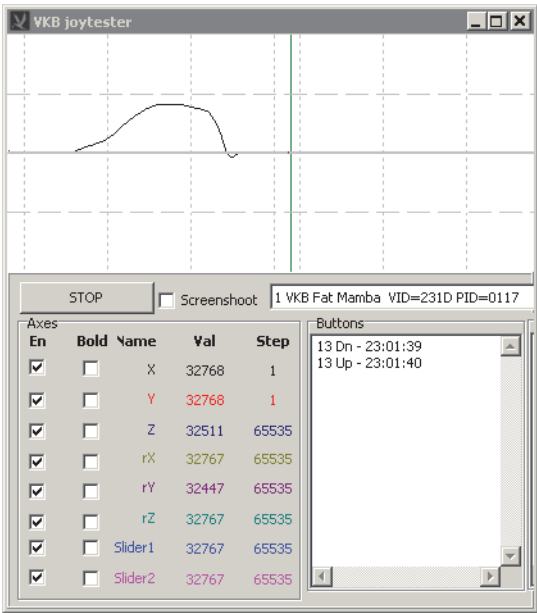 VKB joytester
STOP
Screenshoot
1 VKB Fat Mamba VID=231D PID=0117
Axes
En Bold Name Val Step
X 32768 1
Y 32768 1
Z 32511 65535
rX 32767 65535
rY 32447 65535
rZ 32767 65535
Slider1 32767 65535
Slider2 32767 65535
Buttons
13 Dn - 23:01:39
13 Up - 23:01:40